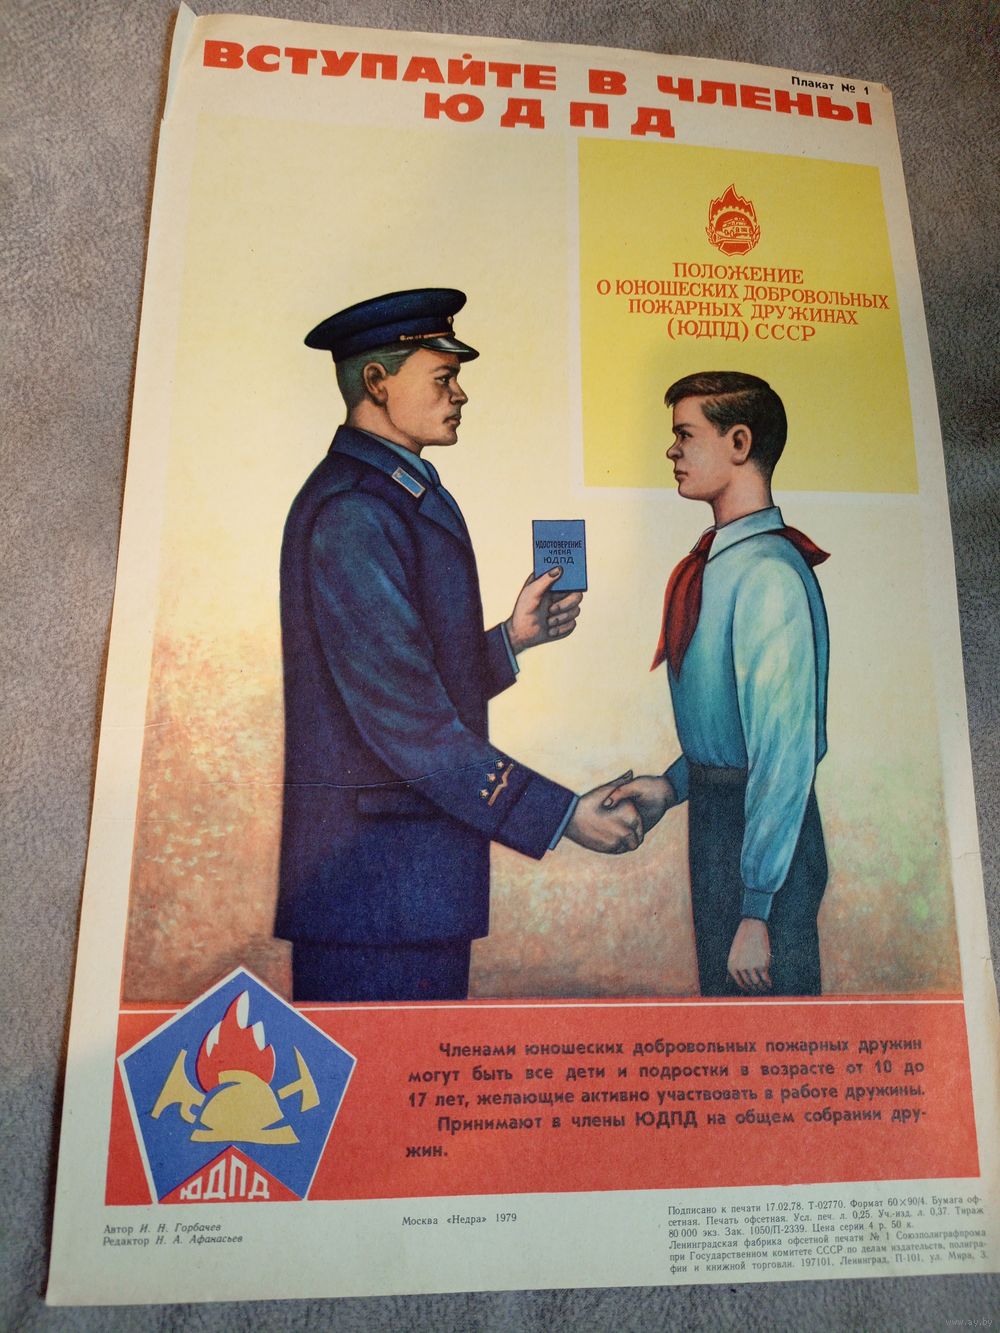 Плакат № 1
ВСТУПАЙТЕ В ЧЛЕНЫ
ЮДПД
ПОЛОЖЕНИЕ
О ЮНОШЕСКИХ ДОБРОВОЛЬНЫХ
ПОЖАРНЫХ ДРУЖИНАХ
(ЮДПД) СССР
УДОСТОВЕРЕНИЕ
ЧЛЕНА
ЮДПД
Членами юношеских добровольных пожарных дружин
могут быть все дети и подростки в возрасте от 10 до
17 лет, желающие активно участвовать в работе дружины.
Принимают в члены ЮДПД на общем собрании дру-
жин.
ЮДПД
Автор И. Н. Горбачев
Редактор Н. А. Афанасьев
Москва «Недра» 1979
Подписано к печати 17.02.78. Т-02770. Формат 60×90/4. Бумага оф-
сетная. Печать офсетная. Усл. печ. л. 0,25. Уч.-изд. л. 0,37. Тираж
80 000 экз. Зак. 1050/П-2339. Цена серии 4 р. 50 к.
Ленинградская фабрика офсетной печати № 1 Союзполиграфпрома
при Государственном комитете СССР по делам издательств, полигра-
фии и книжной торговли. 197101, Ленинград, П-101, ул. Мира, 3.
www.ay.by